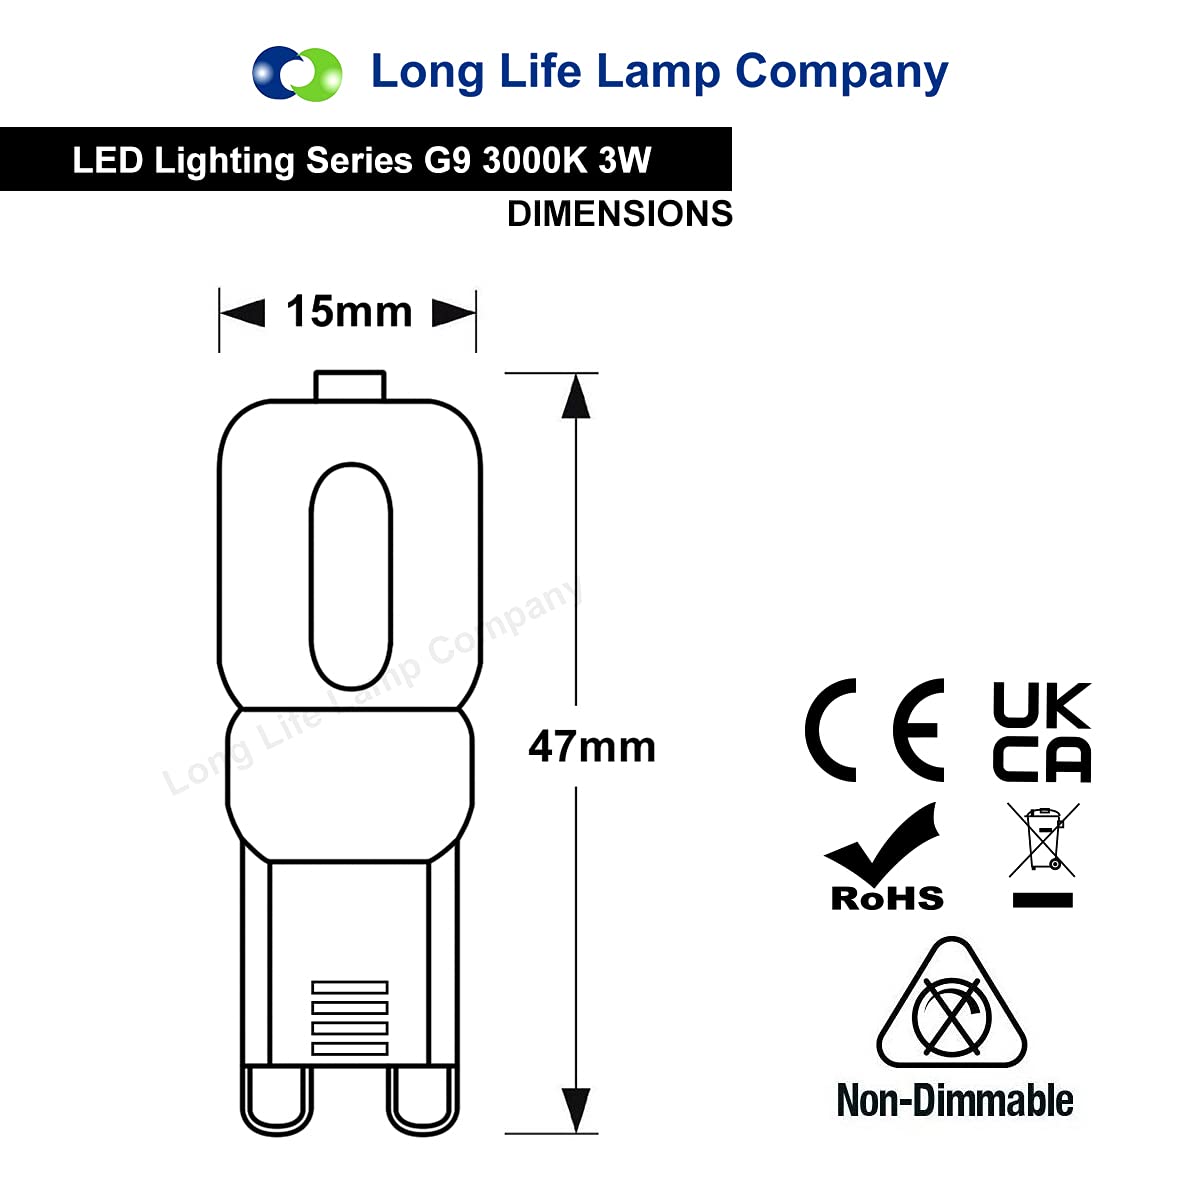 Long Life Lamp Company
LED Lighting Series G9 3000K 3W
DIMENSIONS
15mm
47mm
Long Life Lamp Company
CE
UK
CA
RoHS
Non-Dimmable